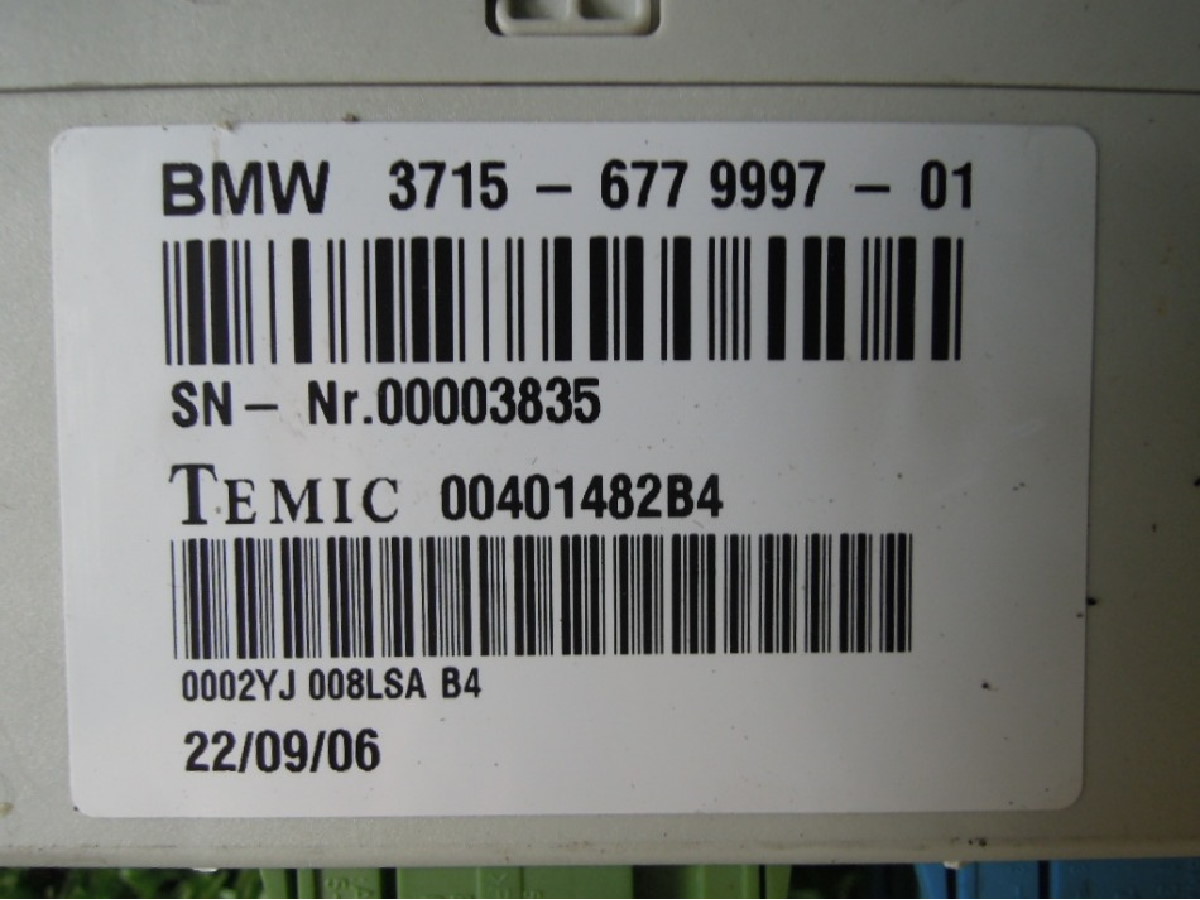 BMW 3715 – 677 9997 – 01
SN – Nr.00003835
TEMIC 00401482B4
0002YJ 008LSA B4
22/09/06